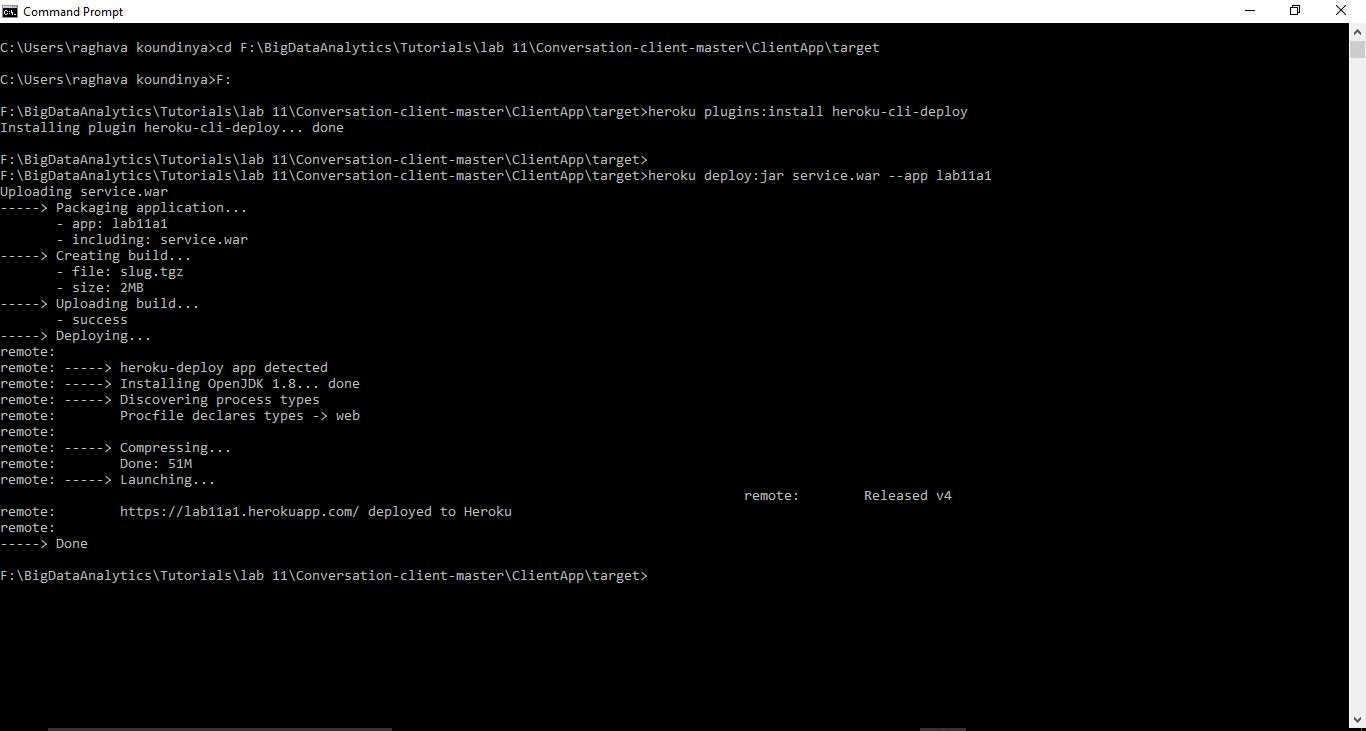 Command Prompt
C:\Users\raghava koundinya>cd F:\BigDataAnalytics\Tutorials\lab 11\Conversation-client-master\ClientApp\target
C:\Users\raghava koundinya>F:
F:\BigDataAnalytics\Tutorials\lab 11\Conversation-client-master\ClientApp\target>heroku plugins:install heroku-cli-deploy
Installing plugin heroku-cli-deploy... done
F:\BigDataAnalytics\Tutorials\lab 11\Conversation-client-master\ClientApp\target>
F:\BigDataAnalytics\Tutorials\lab 11\Conversation-client-master\ClientApp\target>heroku deploy:jar service.war --app lab11a1
Uploading service.war
-----> Packaging application...
       - app: lab11a1
       - including: service.war
-----> Creating build...
       - file: slug.tgz
       - size: 2MB
-----> Uploading build...
       - success
-----> Deploying...
remote:
remote: -----> heroku-deploy app detected
remote: -----> Installing OpenJDK 1.8... done
remote: -----> Discovering process types
remote:        Procfile declares types -> web
remote:
remote: -----> Compressing...
remote:        Done: 51M
remote: -----> Launching...
remote:        Released v4
remote:        https://lab11a1.herokuapp.com/ deployed to Heroku
remote:
-----> Done
F:\BigDataAnalytics\Tutorials\lab 11\Conversation-client-master\ClientApp\target>